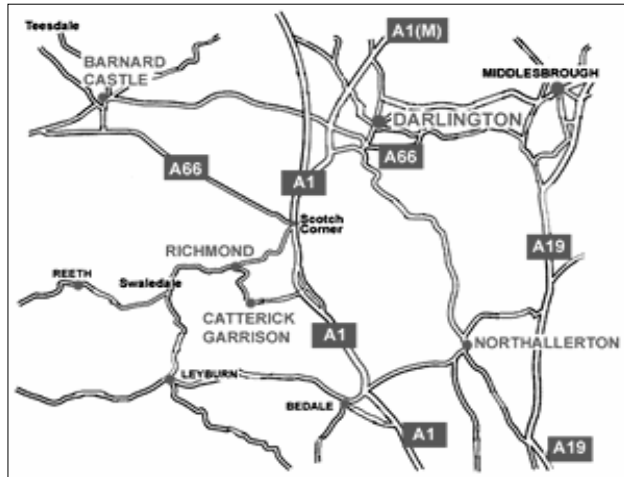 Teesdale
A1(M)
BARNARD
CASTLE
MIDDLESBROUGH
DARLINGTON
A66
A66
A1
Scotch
Corner
RICHMOND
A19
REETH
Swaledale
CATTERICK
GARRISON
A1
NORTHALLERTON
LEYBURN
BEDALE
A1
A19